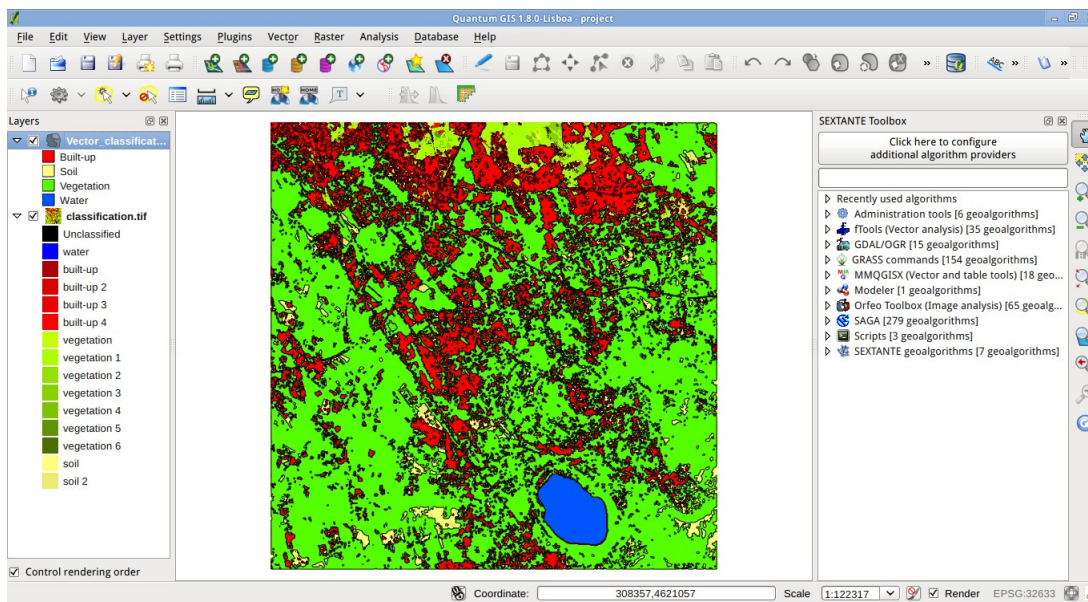 Quantum GIS 1.8.0-Lisboa - project
File Edit View Layer Settings Plugins Vector Raster Analysis Database Help
Layers
Vector_classificat...
Built-up
Soil
Vegetation
Water
classification.tif
Unclassified
water
built-up
built-up 2
built-up 3
built-up 4
vegetation
vegetation 1
vegetation 2
vegetation 3
vegetation 4
vegetation 5
vegetation 6
soil
soil 2
Control rendering order
SEXTANTE Toolbox
Click here to configure
additional algorithm providers
Recently used algorithms
Administration tools [6 geoalgorithms]
fTools (Vector analysis) [35 geoalgorithms]
GDAL/OGR [15 geoalgorithms]
GRASS commands [154 geoalgorithms]
MMQGISX (Vector and table tools) [18 geo...
Modeler [1 geoalgorithms]
Orfeo Toolbox (Image analysis) [65 geoalg...
SAGA [279 geoalgorithms]
Scripts [3 geoalgorithms]
SEXTANTE geoalgorithms [7 geoalgorithms]
Coordinate: 308357,4621057 Scale 1:122317 Render EPSG:32633